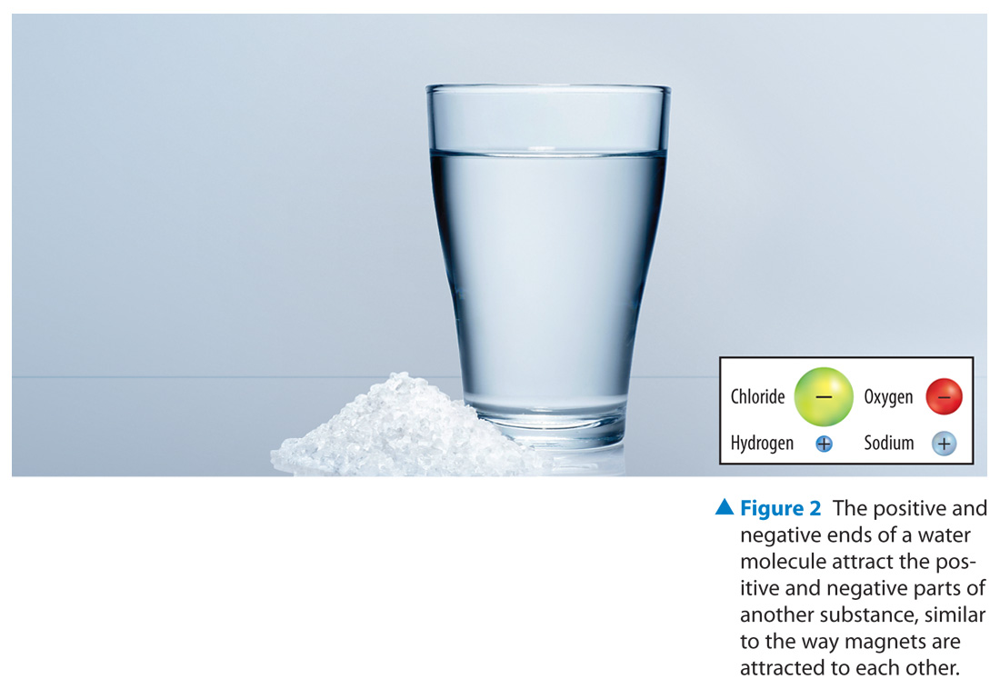 Chloride − Oxygen −
Hydrogen + Sodium +
▲ Figure 2 The positive and
negative ends of a water
molecule attract the pos-
itive and negative parts of
another substance, similar
to the way magnets are
attracted to each other.